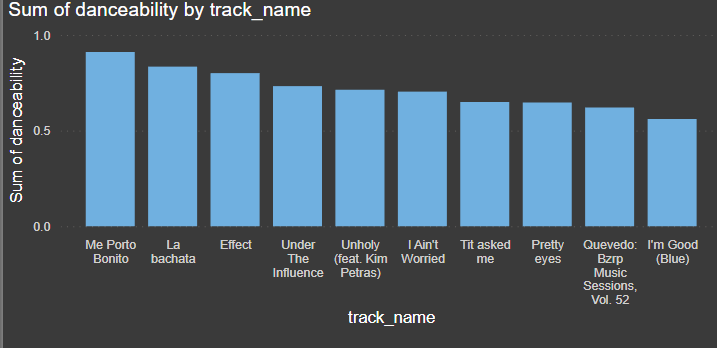 Sum of danceability by track_name
1.0
0.5
0.0
Sum of danceability
Me Porto
Bonito
La
bachata
Effect
Under
The
Influence
Unholy
(feat. Kim
Petras)
I Ain't
Worried
Tit asked
me
Pretty
eyes
Quevedo:
Bzrp
Music
Sessions,
Vol. 52
I'm Good
(Blue)
track_name